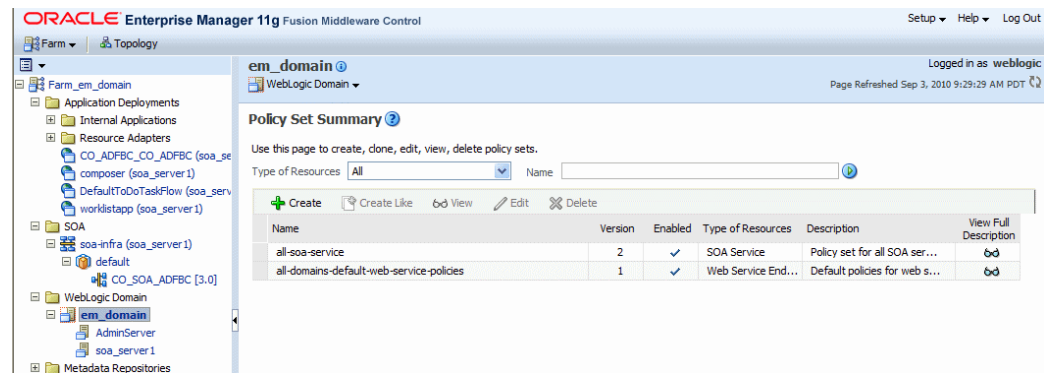 ORACLE Enterprise Manager 11g Fusion Middleware Control
Setup Help Log Out
Farm Topology
em_domain
Logged in as weblogic
WebLogic Domain
Page Refreshed Sep 3, 2010 9:29:29 AM PDT
Farm_em_domain
Application Deployments
Internal Applications
Resource Adapters
CO_ADFBC_CO_ADFBC (soa_se
composer (soa_server1)
DefaultToDoTaskFlow (soa_serv
worklistapp (soa_server1)
SOA
soa-infra (soa_server1)
default
CO_SOA_ADFBC [3.0]
WebLogic Domain
em_domain
AdminServer
soa_server1
Metadata Repositories
Policy Set Summary
Use this page to create, clone, edit, view, delete policy sets.
Type of Resources All Name
Create Create Like View Edit Delete
Name Version Enabled Type of Resources Description View Full Description
all-soa-service 2 SOA Service Policy set for all SOA ser...
all-domains-default-web-service-policies 1 Web Service End... Default policies for web s...